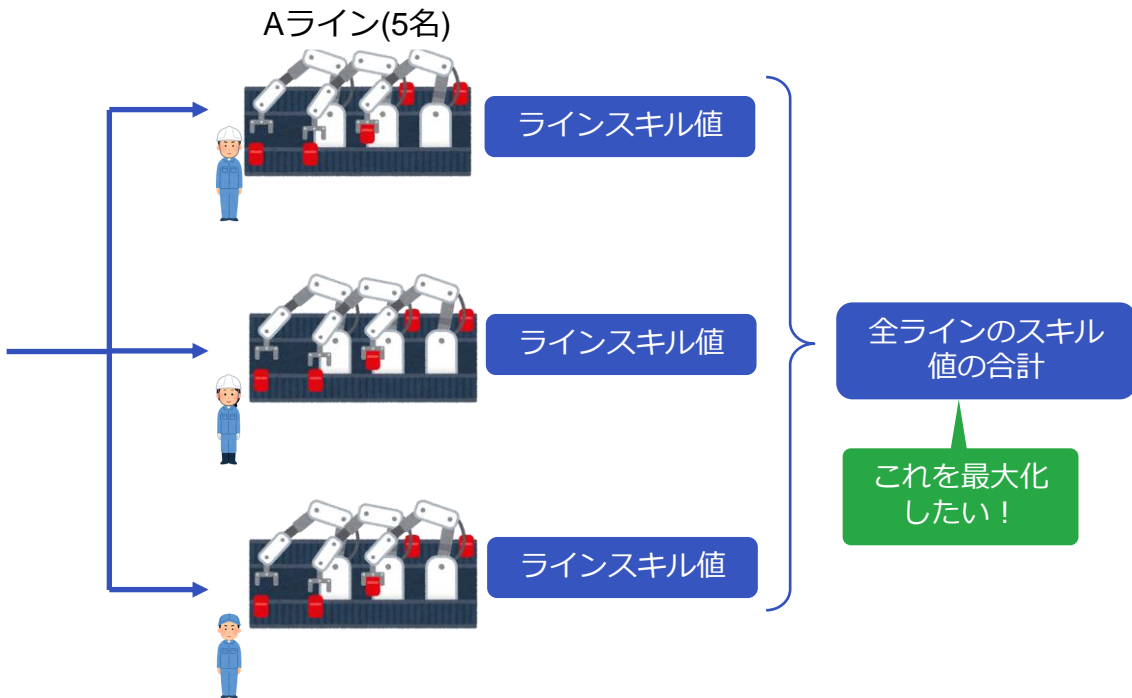 Aライン(5名)
ラインスキル値
ラインスキル値
全ラインのスキル
値の合計
これを最大化
したい！
ラインスキル値